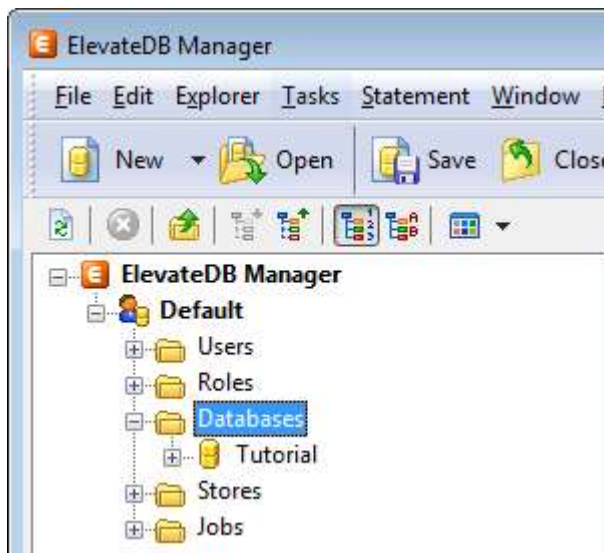 ElevateDB Manager
File Edit Explorer Tasks Statement Window
New Open Save Close
ElevateDB Manager
Default
Users
Roles
Databases
Tutorial
Stores
Jobs